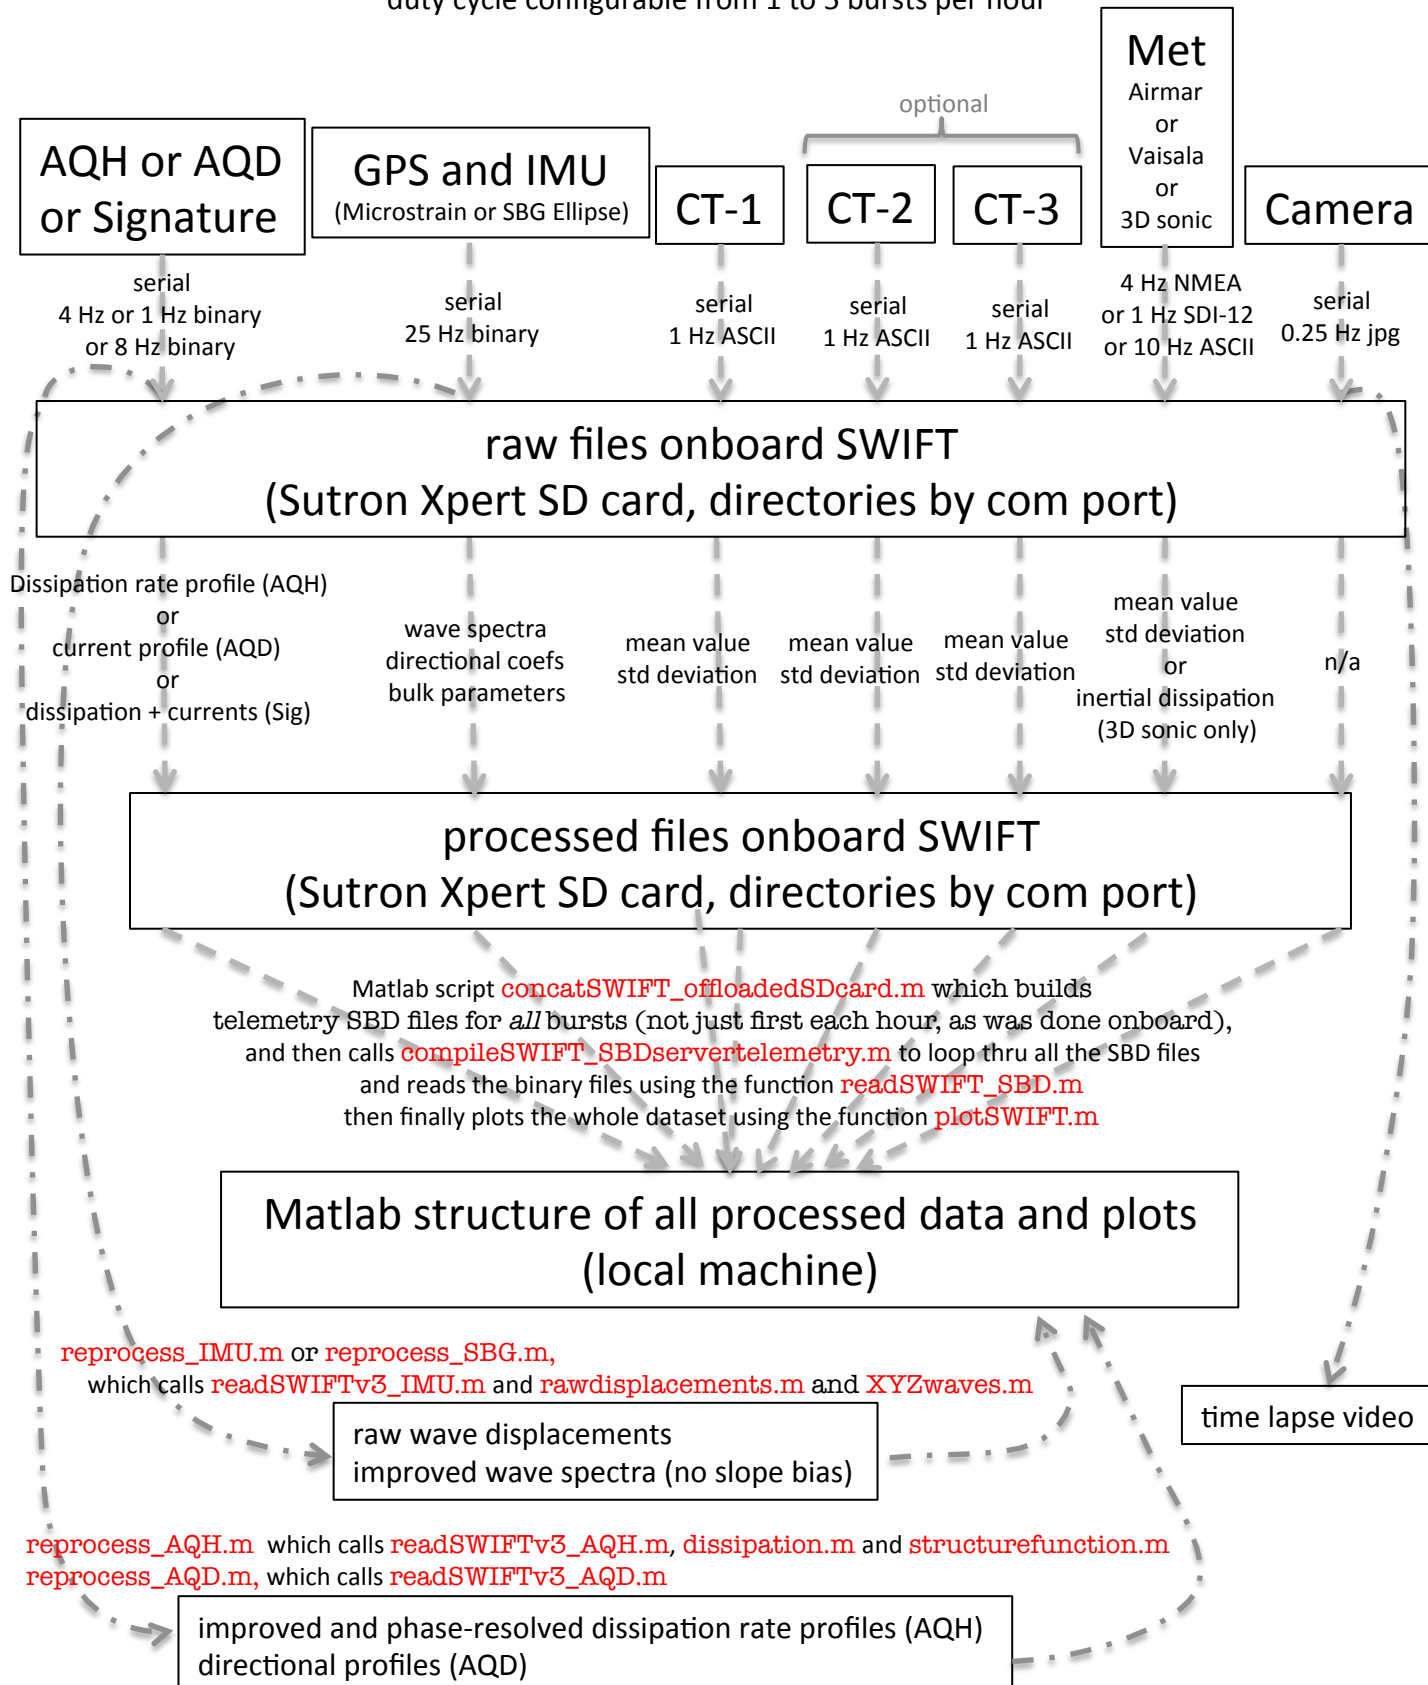 duty cycle configurable from 1 to 5 bursts per hour
Met
Airmar
or
Vaisala
or
3D sonic
optional
AQH or AQD
or Signature
GPS and IMU
(Microstrain or SBG Ellipse)
CT-1
CT-2
CT-3
Camera
serial
4 Hz or 1 Hz binary
or 8 Hz binary
serial
25 Hz binary
serial
1 Hz ASCII
serial
1 Hz ASCII
serial
1 Hz ASCII
4 Hz NMEA
or 1 Hz SDI-12
or 10 Hz ASCII
serial
0.25 Hz jpg
raw files onboard SWIFT
(Sutron Xpert SD card, directories by com port)
Dissipation rate profile (AQH)
or
current profile (AQD)
or
dissipation + currents (Sig)
wave spectra
directional coefs
bulk parameters
mean value
std deviation
mean value
std deviation
mean value
std deviation
mean value
std deviation
or
inertial dissipation
(3D sonic only)
n/a
processed files onboard SWIFT
(Sutron Xpert SD card, directories by com port)
Matlab script concatSWIFT_offloadedSDcard.m which builds
telemetry SBD files for all bursts (not just first each hour, as was done onboard),
and then calls compileSWIFT_SBDservertelemetry.m to loop thru all the SBD files
and reads the binary files using the function readSWIFT_SBD.m
then finally plots the whole dataset using the function plotSWIFT.m
Matlab structure of all processed data and plots
(local machine)
reprocess_IMU.m or reprocess_SBG.m,
which calls readSWIFTv3_IMU.m and rawdisplacements.m and XYZwaves.m
time lapse video
raw wave displacements
improved wave spectra (no slope bias)
reprocess_AQH.m which calls readSWIFTv3_AQH.m, dissipation.m and structurefunction.m
reprocess_AQD.m, which calls readSWIFTv3_AQD.m
improved and phase-resolved dissipation rate profiles (AQH)
directional profiles (AQD)